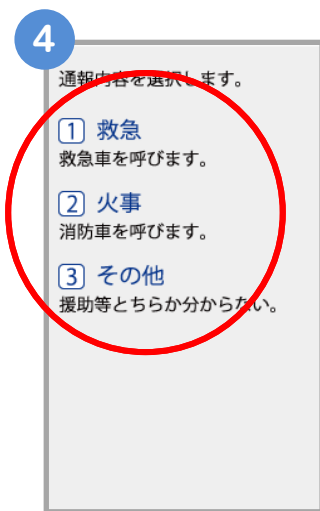 4
通報内容を選択します。
1 救急
救急車を呼びます。
2 火事
消防車を呼びます。
3 その他
援助等とちらか分からない。